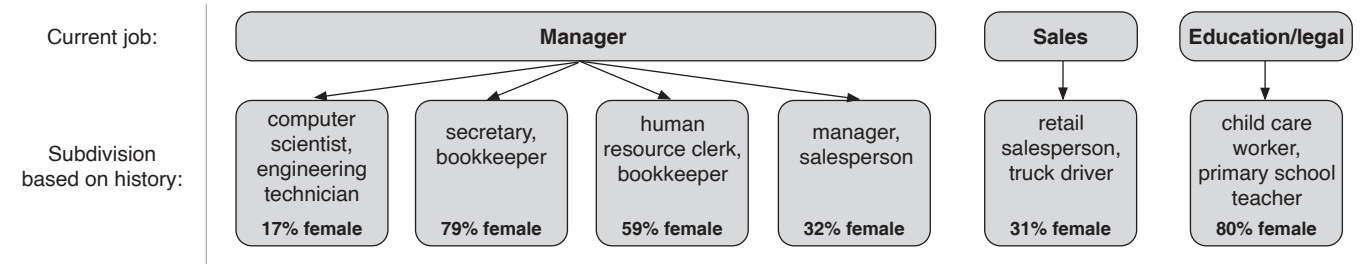 Current job:
Manager
Sales
Education/legal
Subdivision
based on history:
computer
scientist,
engineering
technician
17% female
secretary,
bookkeeper
79% female
human
resource clerk,
bookkeeper
59% female
manager,
salesperson
32% female
retail
salesperson,
truck driver
31% female
child care
worker,
primary school
teacher
80% female